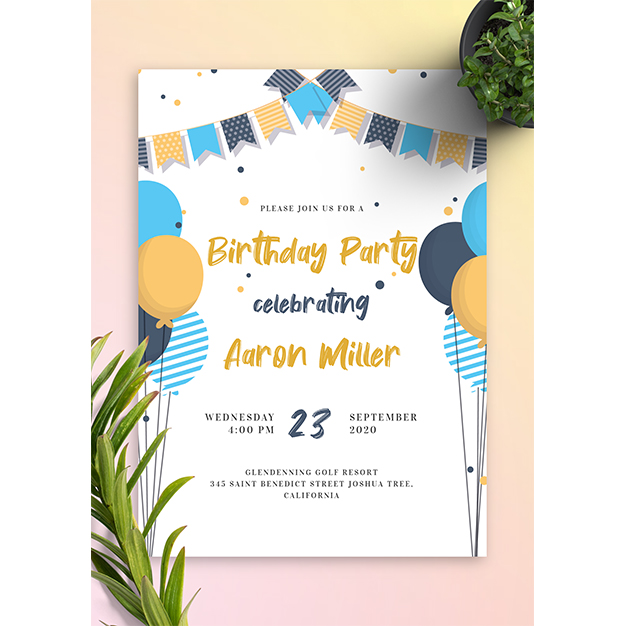 PLEASE JOIN US FOR A
Birthday Party
celebrating
Aaron Miller
WEDNESDAY
4:00 PM
23
SEPTEMBER
2020
GLENDENNING GOLF RESORT
345 SAINT BENEDICT STREET JOSHUA TREE,
CALIFORNIA